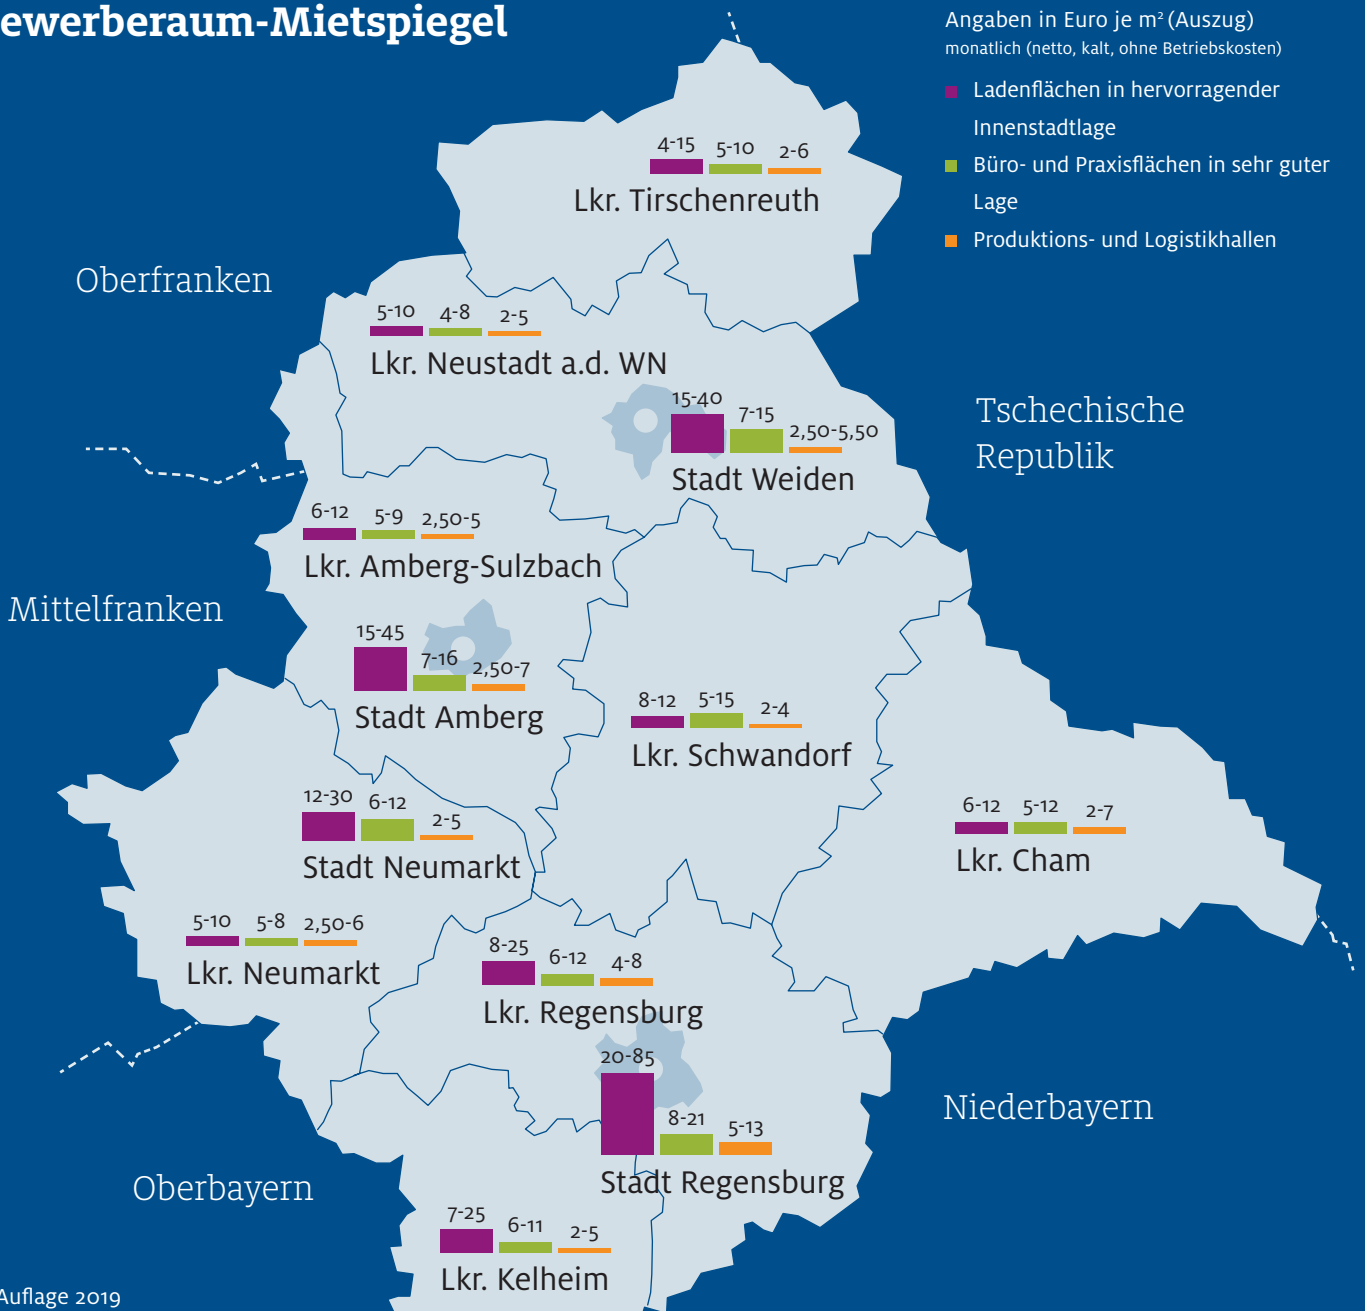 ewerberaum-Mietspiegel
Angaben in Euro je m² (Auszug)
monatlich (netto, kalt, ohne Betriebskosten)
Ladenflächen in hervorragender
Innenstadtlage
Büro- und Praxisflächen in sehr guter
Lage
Produktions- und Logistikhallen
4-15 5-10 2-6
Lkr. Tirschenreuth
Oberfranken
5-10 4-8 2-5
Lkr. Neustadt a.d. WN
15-40 7-15 2,50-5,50
Stadt Weiden
Tschechische
Republik
6-12 5-9 2,50-5
Lkr. Amberg-Sulzbach
Mittelfranken
15-45 7-16 2,50-7
Stadt Amberg
8-12 5-15 2-4
Lkr. Schwandorf
12-30 6-12 2-5
Stadt Neumarkt
6-12 5-12 2-7
Lkr. Cham
5-10 5-8 2,50-6
Lkr. Neumarkt
8-25 6-12 4-8
Lkr. Regensburg
20-85 8-21 5-13
Stadt Regensburg
Niederbayern
Oberbayern
7-25 6-11 2-5
Lkr. Kelheim
Auflage 2019